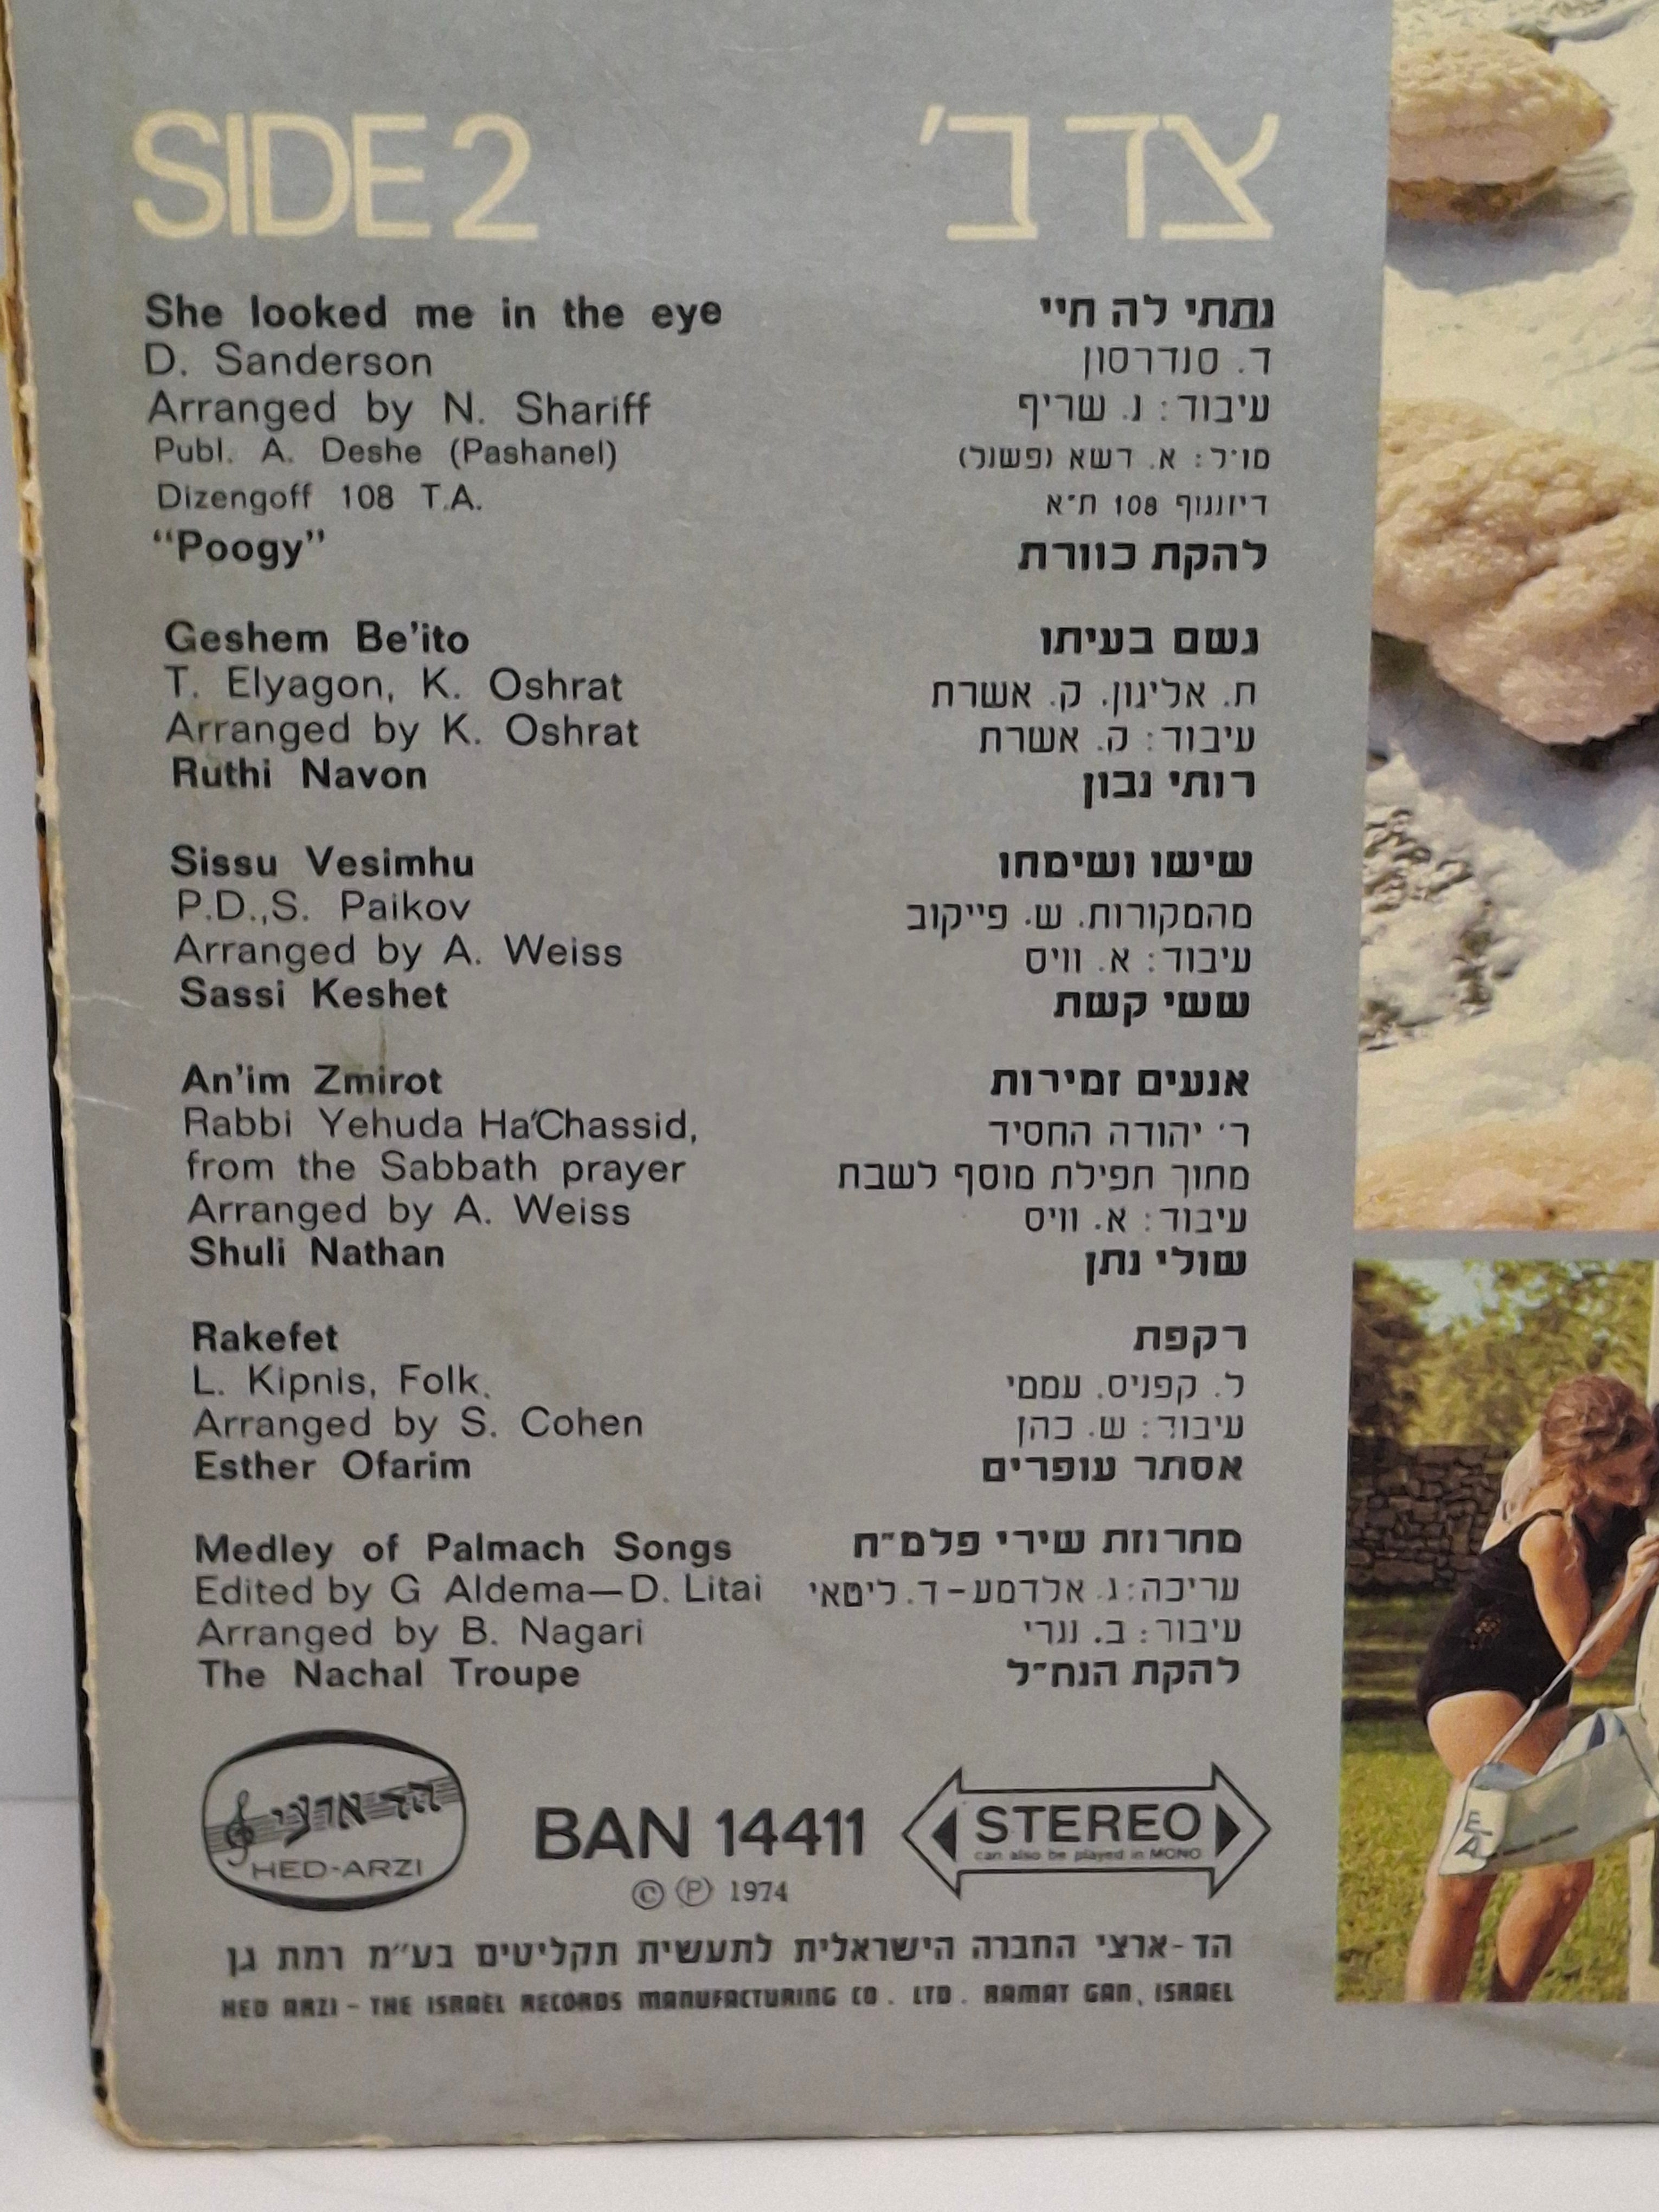 SIDE 2
צד ב'
She looked me in the eye
D. Sanderson
Arranged by N. Shariff
Publ. A. Deshe (Pashanel)
Dizengoff 108 T.A.
"Poogy"
נתתי לה חיי
ד. סנדרסון
עיבוד: נ. שריף
מו"ל: א. דשא (פשנל)
דיזנגוף 108 ת"א
להקת כוורת
Geshem Be'ito
T. Elyagon, K. Oshrat
Arranged by K. Oshrat
Ruthi Navon
גשם בעיתו
ת. אליגון. ק. אשרת
עיבוד: ק. אשרת
רותי נבון
Sissu Vesimhu
P.D.,S. Paikov
Arranged by A. Weiss
Sassi Keshet
שישו ושימחו
מהמקורות. ש. פייקוב
עיבוד: א. וויס
ששי קשת
An'im Zmirot
Rabbi Yehuda Ha'Chassid,
from the Sabbath prayer
Arranged by A. Weiss
Shuli Nathan
אנעים זמירות
ר' יהודה החסיד
מתוך תפילת מוסף לשבת
עיבוד: א. וויס
שולי נתן
Rakefet
L. Kipnis, Folk.
Arranged by S. Cohen
Esther Ofarim
רקפת
ל. קפניס. עממי
עיבוד: ש. כהן
אסתר עופרים
Medley of Palmach Songs
Edited by G Aldema—D. Litai
Arranged by B. Nagari
The Nachal Troupe
מחרוזת שירי פלמ"ח
עריכה: ג. אלדמע - ד. ליטאי
עיבוד: ב. נגרי
להקת הנח"ל
הד ארצי
HED-ARZI
BAN 14411
© ℗ 1974
STEREO
can also be played in MONO
הד-ארצי החברה הישראלית לתעשית תקליטים בע"מ רמת גן
HED ARZI - THE ISRAEL RECORDS MANUFACTURING CO. LTD. RAMAT GAN, ISRAEL